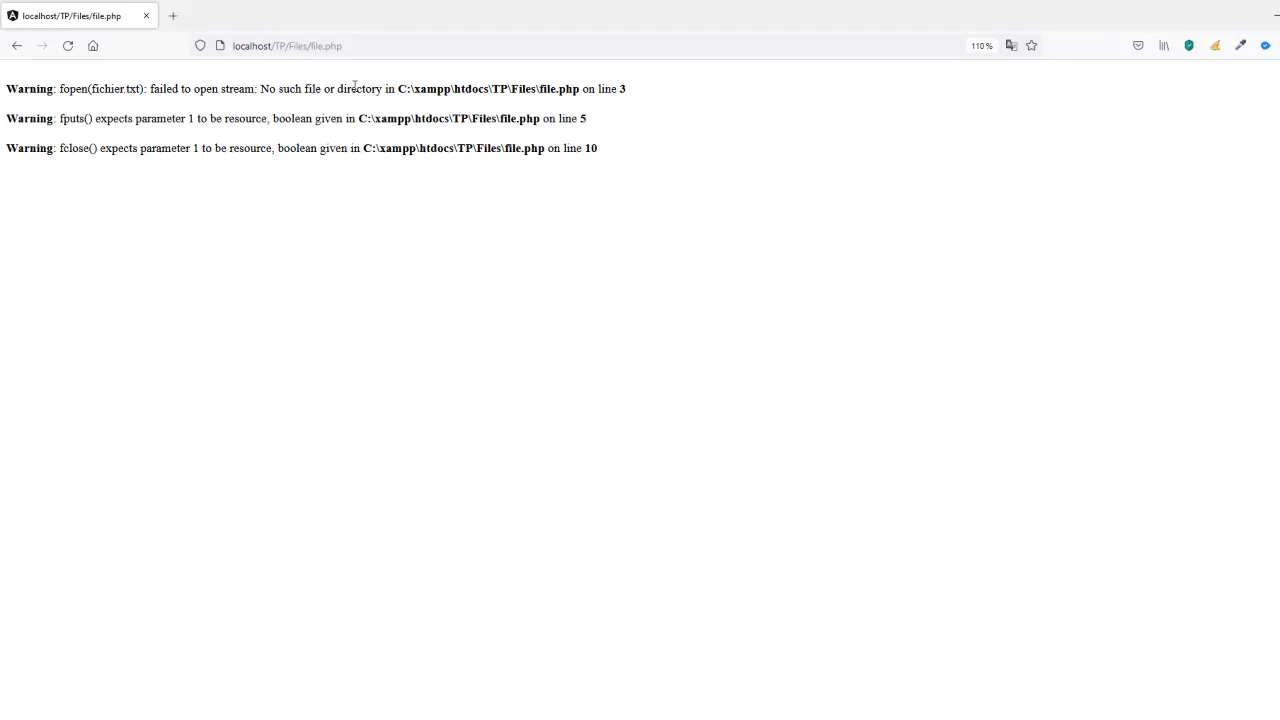 localhost/TP/Files/file.php
localhost/TP/Files/file.php
110 %
Warning: fopen(fichier.txt): failed to open stream: No such file or directory in C:\xampp\htdocs\TP\Files\file.php on line 3
Warning: fputs() expects parameter 1 to be resource, boolean given in C:\xampp\htdocs\TP\Files\file.php on line 5
Warning: fclose() expects parameter 1 to be resource, boolean given in C:\xampp\htdocs\TP\Files\file.php on line 10